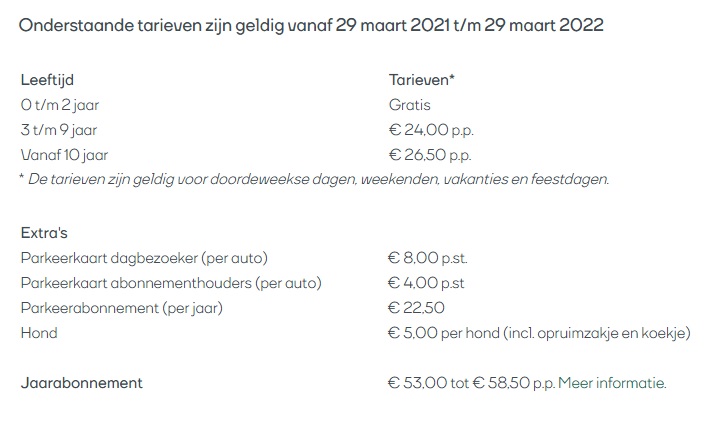 Onderstaande tarieven zijn geldig vanaf 29 maart 2021 t/m 29 maart 2022
Leeftijd Tarieven*
0 t/m 2 jaar Gratis
3 t/m 9 jaar € 24,00 p.p.
Vanaf 10 jaar € 26,50 p.p.
* De tarieven zijn geldig voor doordeweekse dagen, weekenden, vakanties en feestdagen.
Extra's
Parkeerkaart dagbezoeker (per auto) € 8,00 p.st.
Parkeerkaart abonnementhouders (per auto) € 4,00 p.st
Parkeerabonnement (per jaar) € 22,50
Hond € 5,00 per hond (incl. opruimzakje en koekje)
Jaarabonnement € 53,00 tot € 58,50 p.p. Meer informatie.